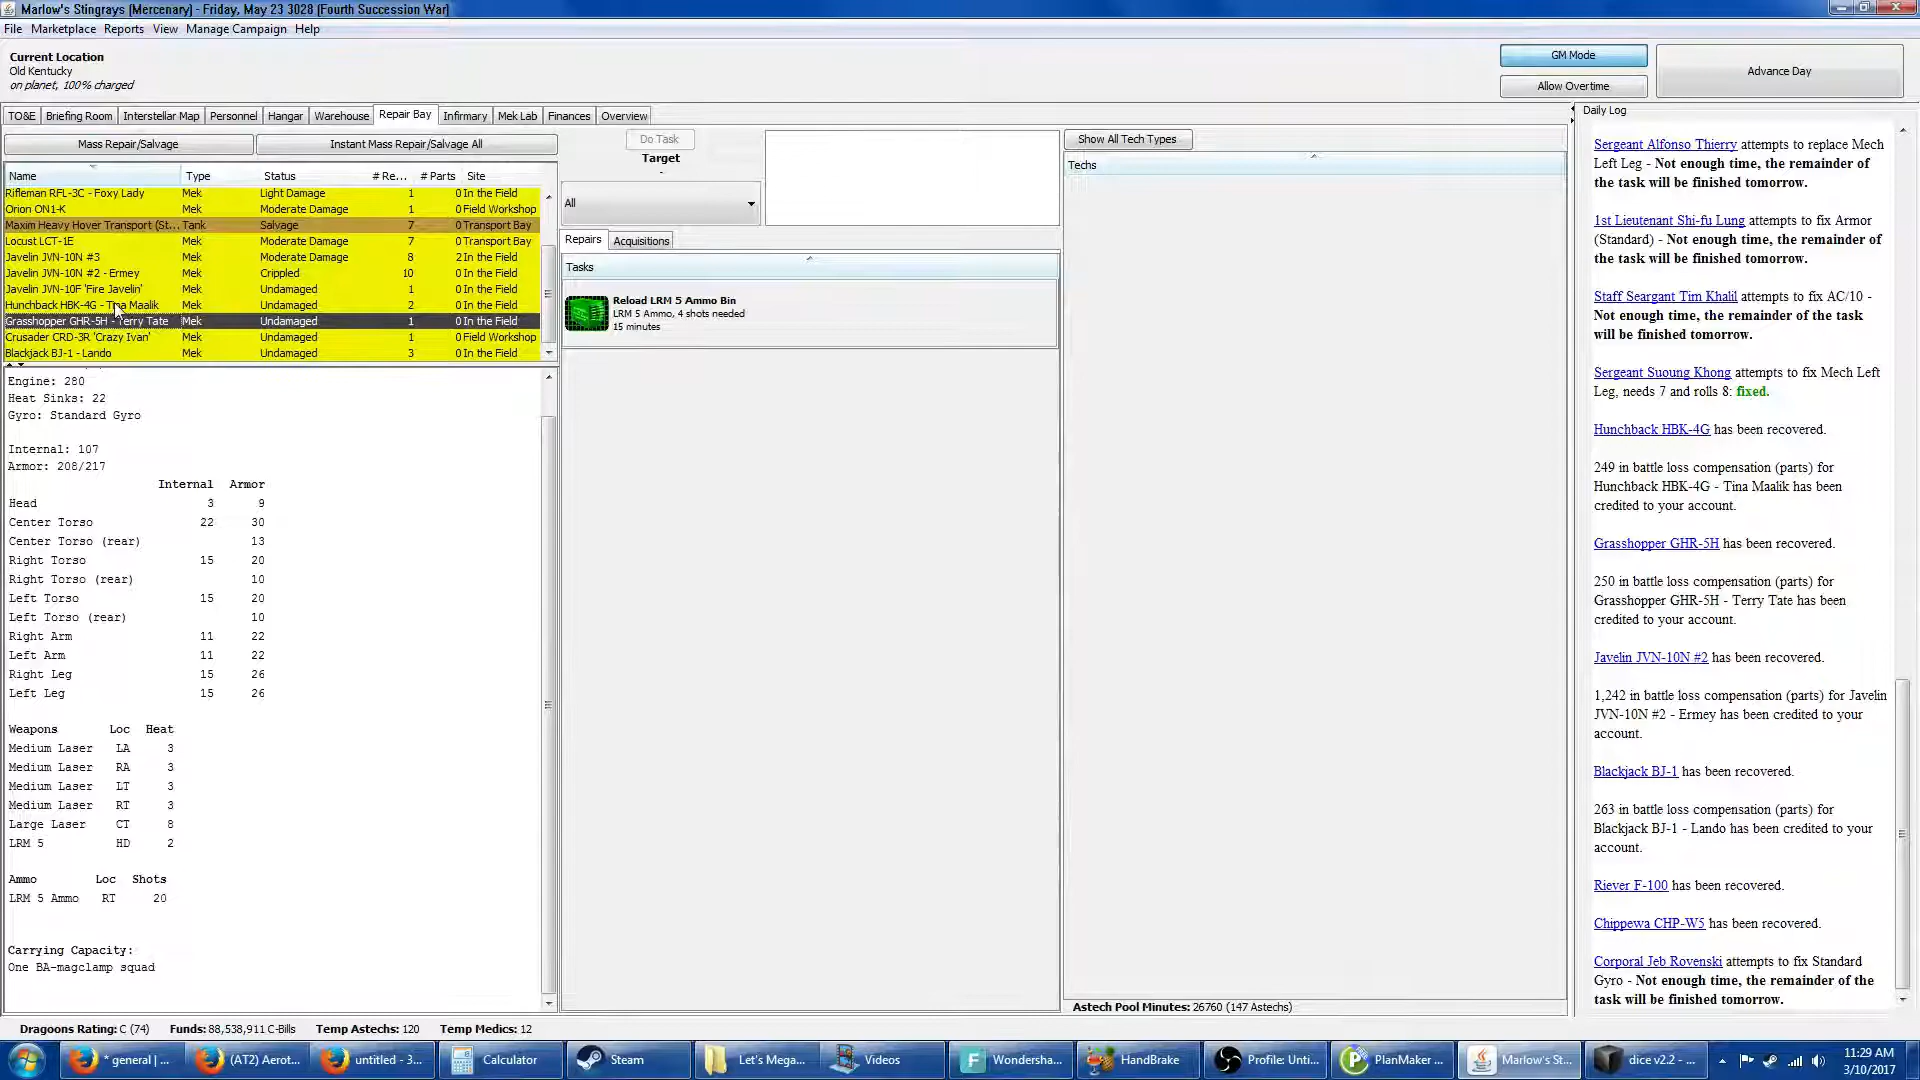 Marlow's Stingrays (Mercenary) - Friday, May 23 3028 (Fourth Succession War)
File Marketplace Reports View Manage Campaign Help
Current Location
Old Kentucky
on planet, 100% charged
GM Mode
Allow Overtime
Advance Day
TO&E Briefing Room Interstellar Map Personnel Hangar Warehouse Repair Bay Infirmary Mek Lab Finances Overview
Mass Repair/Salvage Instant Mass Repair/Salvage All
Name Type Status # Re... # Parts Site
Rifleman RFL-3C - Foxy Lady Mek Light Damage 1 0 In the Field
Orion ON1-K Mek Moderate Damage 1 0 Field Workshop
Maxim Heavy Hover Transport (St... Tank Salvage 7 0 Transport Bay
Locust LCT-1E Mek Moderate Damage 7 0 Transport Bay
Javelin JVN-10N #3 Mek Moderate Damage 8 2 In the Field
Javelin JVN-10N #2 - Ermey Mek Crippled 10 0 In the Field
Javelin JVN-10F 'Fire Javelin' Mek Undamaged 1 0 In the Field
Hunchback HBK-4G - Tina Maalik Mek Undamaged 2 0 In the Field
Grasshopper GHR-5H - Terry Tate Mek Undamaged 1 0 In the Field
Crusader CRD-3R 'Crazy Ivan' Mek Undamaged 1 0 Field Workshop
Blackjack BJ-1 - Lando Mek Undamaged 3 0 In the Field
Engine: 280
Heat Sinks: 22
Gyro: Standard Gyro
Internal: 107
Armor: 208/217
Internal Armor
Head 3 9
Center Torso 22 30
Center Torso (rear) 13
Right Torso 15 20
Right Torso (rear) 10
Left Torso 15 20
Left Torso (rear) 10
Right Arm 11 22
Left Arm 11 22
Right Leg 15 26
Left Leg 15 26
Weapons Loc Heat
Medium Laser LA 3
Medium Laser RA 3
Medium Laser LT 3
Medium Laser RT 3
Large Laser CT 8
LRM 5 HD 2
Ammo Loc Shots
LRM 5 Ammo RT 20
Carrying Capacity:
One BA-magclamp squad
Do Task
Target
-
All
Repairs Acquisitions
Tasks
Reload LRM 5 Ammo Bin
LRM 5 Ammo, 4 shots needed
15 minutes
Show All Tech Types
Techs
Astech Pool Minutes: 26760 (147 Astechs)
Daily Log
Sergeant Alfonso Thierry attempts to replace Mech
Left Leg - Not enough time, the remainder of
the task will be finished tomorrow.
1st Lieutenant Shi-fu Lung attempts to fix Armor
(Standard) - Not enough time, the remainder of
the task will be finished tomorrow.
Staff Seargant Tim Khalil attempts to fix AC/10 -
Not enough time, the remainder of the task will
be finished tomorrow.
Sergeant Suoung Khong attempts to fix Mech Left
Leg, needs 7 and rolls 8: fixed.
Hunchback HBK-4G has been recovered.
249 in battle loss compensation (parts) for
Hunchback HBK-4G - Tina Maalik has been
credited to your account.
Grasshopper GHR-5H has been recovered.
250 in battle loss compensation (parts) for
Grasshopper GHR-5H - Terry Tate has been
credited to your account.
Javelin JVN-10N #2 has been recovered.
1,242 in battle loss compensation (parts) for Javelin
JVN-10N #2 - Ermey has been credited to your
account.
Blackjack BJ-1 has been recovered.
263 in battle loss compensation (parts) for
Blackjack BJ-1 - Lando has been credited to your
account.
Riever F-100 has been recovered.
Chippewa CHP-W5 has been recovered.
Corporal Jeb Rovenski attempts to fix Standard
Gyro - Not enough time, the remainder of the
task will be finished tomorrow.
Dragoons Rating: C (74) Funds: 88,538,911 C-Bills Temp Astechs: 120 Temp Medics: 12
* general | ... (AT2) Aerot... untitled - 3... Calculator Steam Let's Mega... Videos Wondersha... HandBrake Profile: Unti... PlanMaker ... Marlow's St... dice v2.2 - ...
11:29 AM
3/10/2017